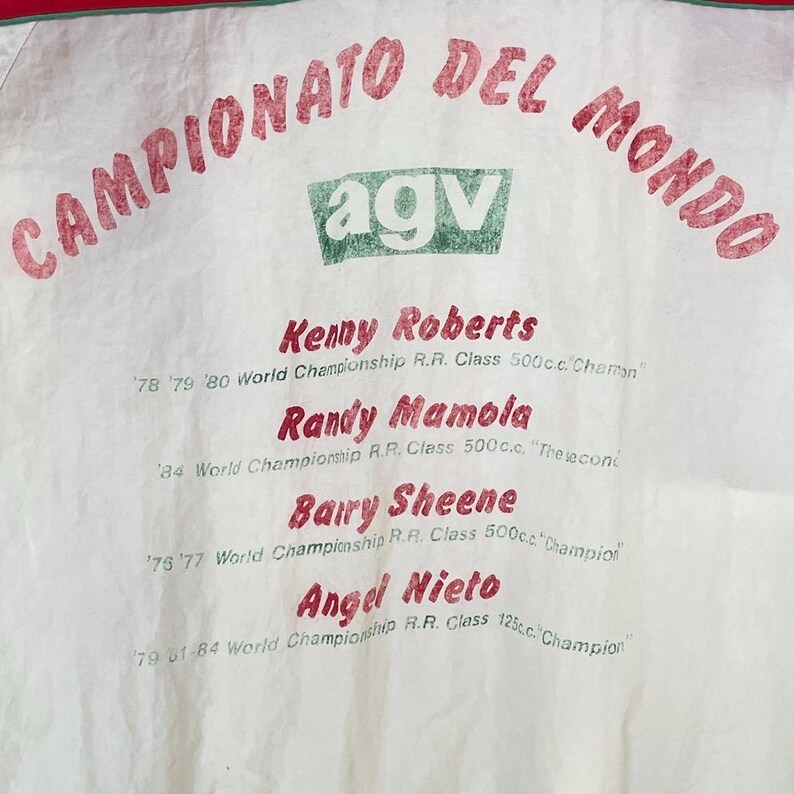 CAMPIONATO DEL MONDO
agv
Kenny Roberts
'78 '79 '80 World Championship R.R. Class 500c.c. "Chamon"
Randy Mamola
'84 World Championship R.R. Class 500c.c. "The second
Barry Sheene
'76 '77 World Championship R.R. Class 500c.c. "Champion"
Angel Nieto
'79 '81-84 World Championship R.R. Class 125c.c. "Champion"